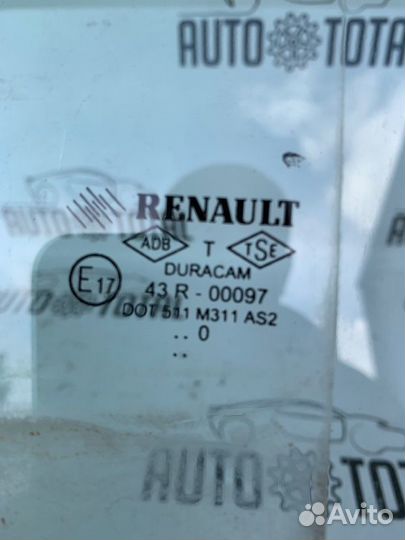 AUTO TOTAL
RENAULT
ADB T TSE
DURACAM
E17 43 R - 00097
DOT 511 M311 AS2
.. 0
..
AUTO TOTAL
Avito